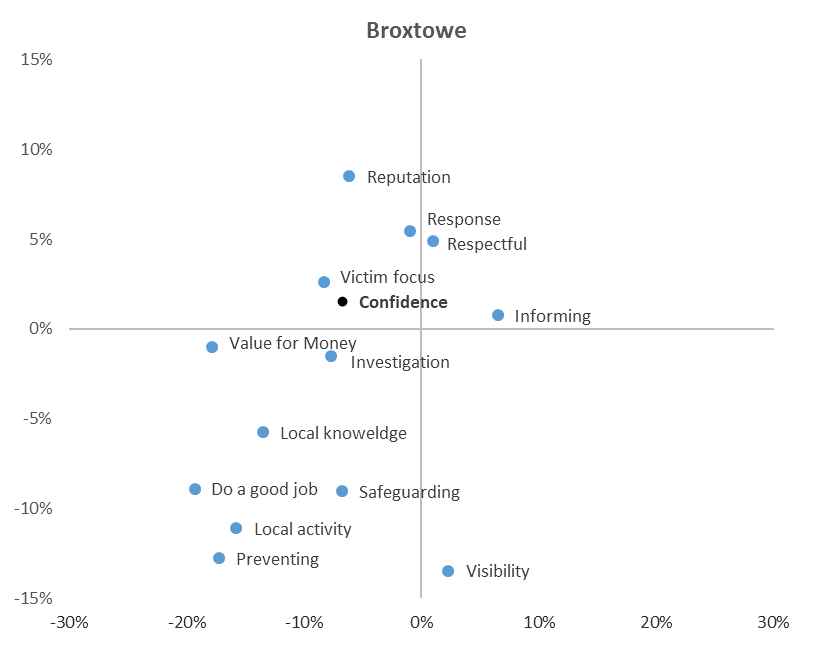 Broxtowe
15%
10%
Reputation
Response
5%
Respectful
Victim focus
Confidence
Informing
0%
Value for Money
Investigation
-5%
Local knoweldge
Do a good job
Safeguarding
-10%
Local activity
Preventing
Visibility
-15%
-30% -20% -10% 0% 10% 20% 30%